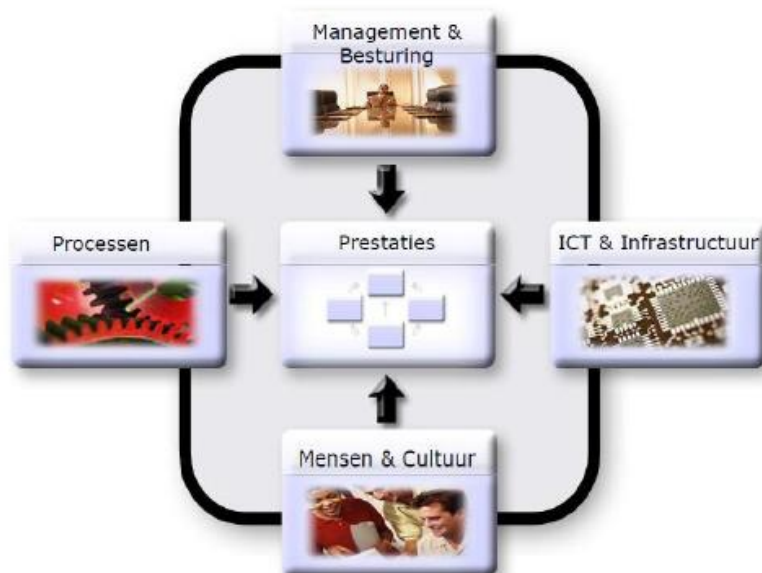 Management &
Besturing
Processen
Prestaties
ICT & Infrastructuur
Mensen & Cultuur